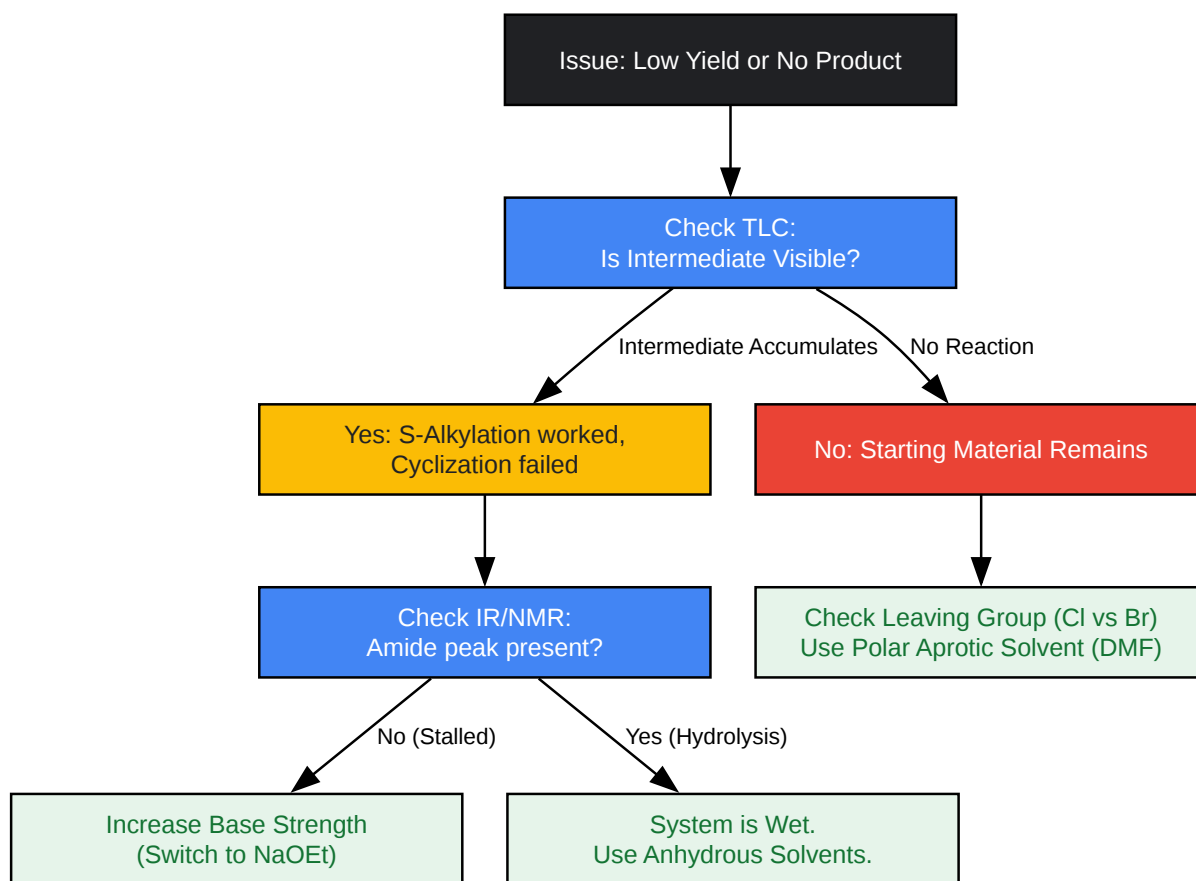 Issue: Low Yield or No Product
Check TLC:
Is Intermediate Visible?
Intermediate Accumulates
No Reaction
Yes: S-Alkylation worked,
Cyclization failed
No: Starting Material Remains
Check IR/NMR:
Amide peak present?
Check Leaving Group (Cl vs Br)
Use Polar Aprotic Solvent (DMF)
No (Stalled)
Yes (Hydrolysis)
Increase Base Strength
(Switch to NaOEt)
System is Wet.
Use Anhydrous Solvents.